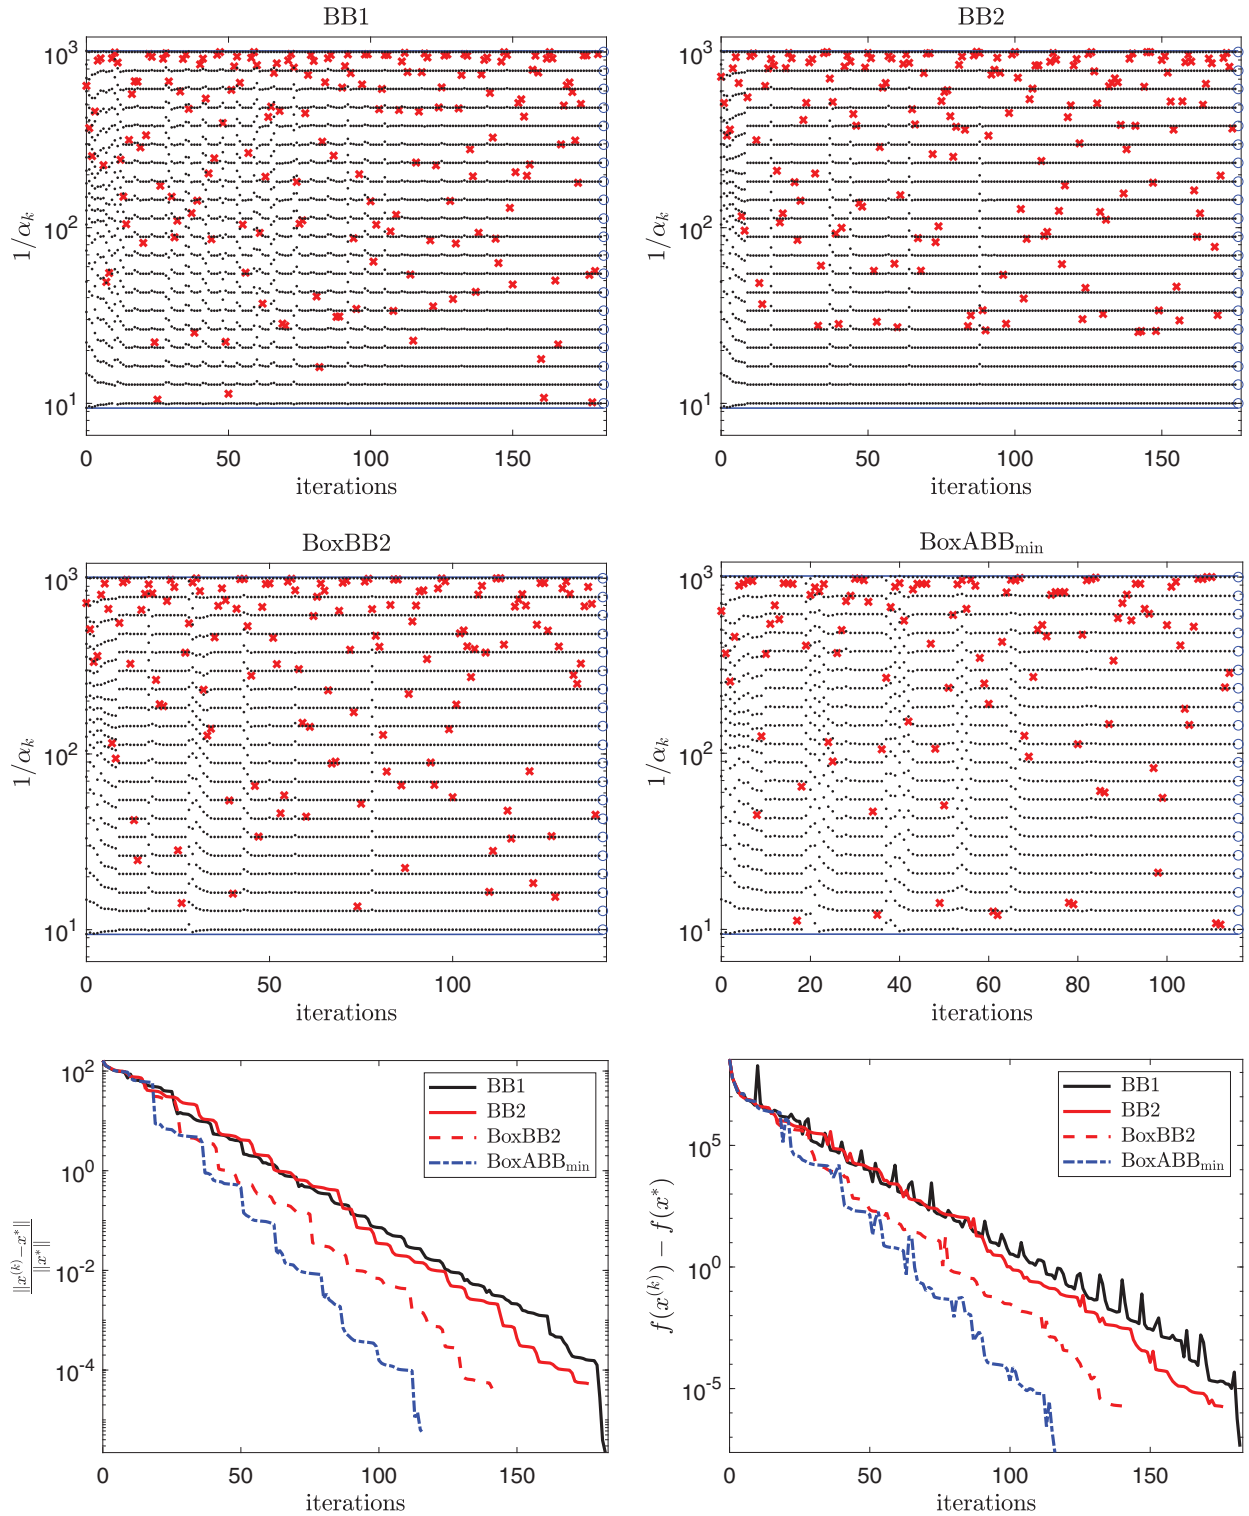 BB1
10^3
10^2
10^1
1/α_k
0 50 100 150
iterations
BB2
10^3
10^2
10^1
1/α_k
0 50 100 150
iterations
BoxBB2
10^3
10^2
10^1
1/α_k
0 50 100
iterations
BoxABB_min
10^3
10^2
10^1
1/α_k
0 20 40 60 80 100
iterations
10^2
10^0
10^-2
10^-4
‖x^(k)−x*‖
‖x*‖
BB1
BB2
BoxBB2
BoxABB_min
0 50 100 150
iterations
10^5
10^0
10^-5
f(x^(k)) − f(x*)
BB1
BB2
BoxBB2
BoxABB_min
0 50 100 150
iterations